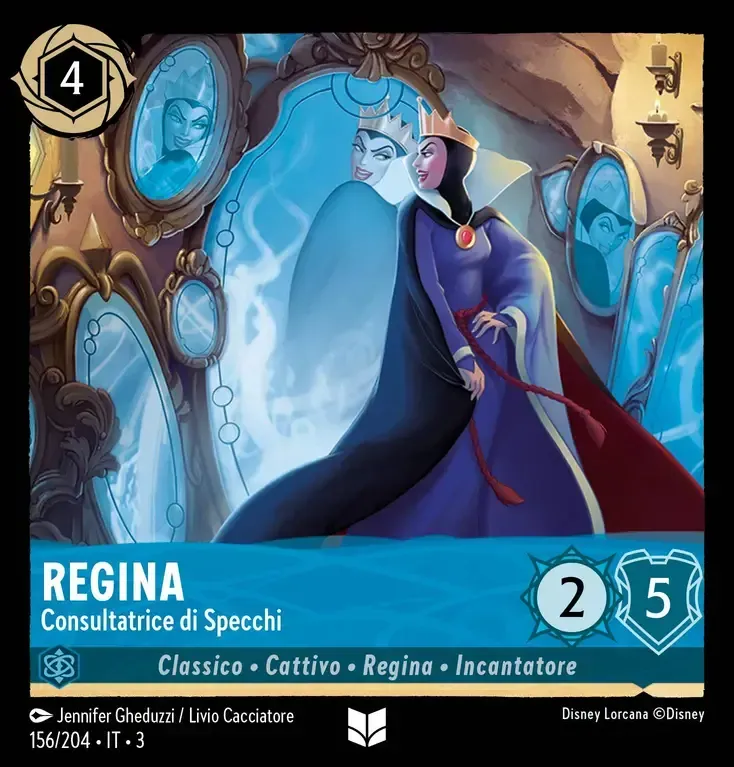 4
REGINA
Consultatrice di Specchi
2
5
Classico • Cattivo • Regina • Incantatore
Jennifer Gheduzzi / Livio Cacciatore
Disney Lorcana ©Disney
156/204 • IT • 3